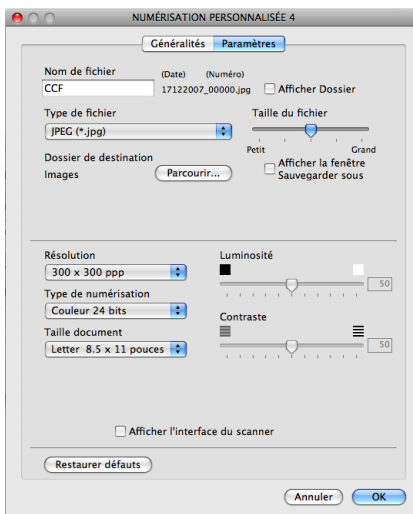 NUMÉRISATION PERSONNALISÉE 4
Généralités Paramètres
Nom de fichier
(Date) (Numéro)
CCF 17122007_00000.jpg Afficher Dossier
Type de fichier Taille du fichier
JPEG (*.jpg)
Petit Grand
Dossier de destination
Images Parcourir...
Afficher la fenêtre
Sauvegarder sous
Résolution Luminosité
300 x 300 ppp
50
Type de numérisation
Couleur 24 bits
Contraste
Taille document
Letter 8.5 x 11 pouces
50
Afficher l'interface du scanner
Restaurer défauts
Annuler OK